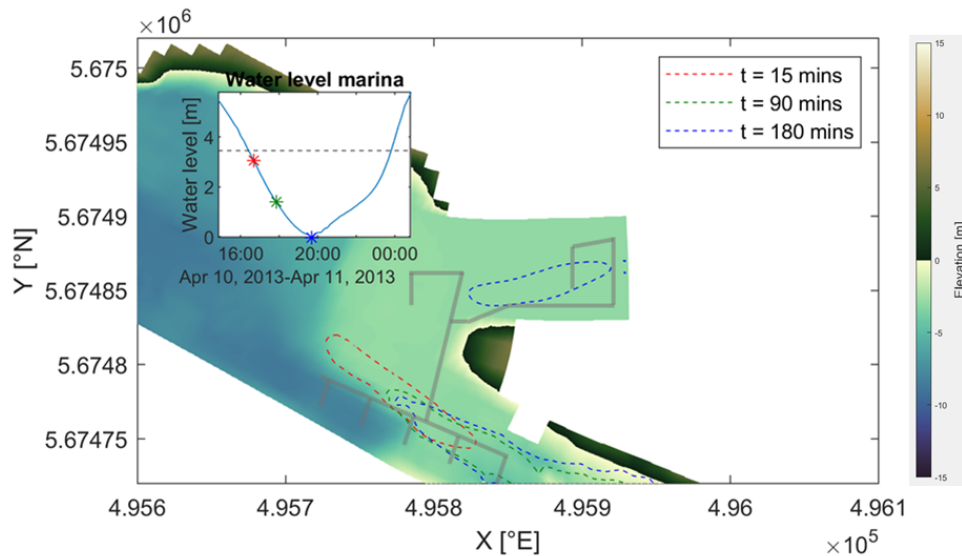 ×10⁶
5.675
5.67495
5.6749
5.67485
5.6748
5.67475
Y [°N]
Water level marina
Water level [m]
4
2
0
16:00 20:00 00:00
Apr 10, 2013-Apr 11, 2013
t = 15 mins
t = 90 mins
t = 180 mins
15
10
5
0
-5
-10
-15
Elevation [m]
4.956 4.957 4.958 4.959 4.96 4.961
X [°E]
×10⁵